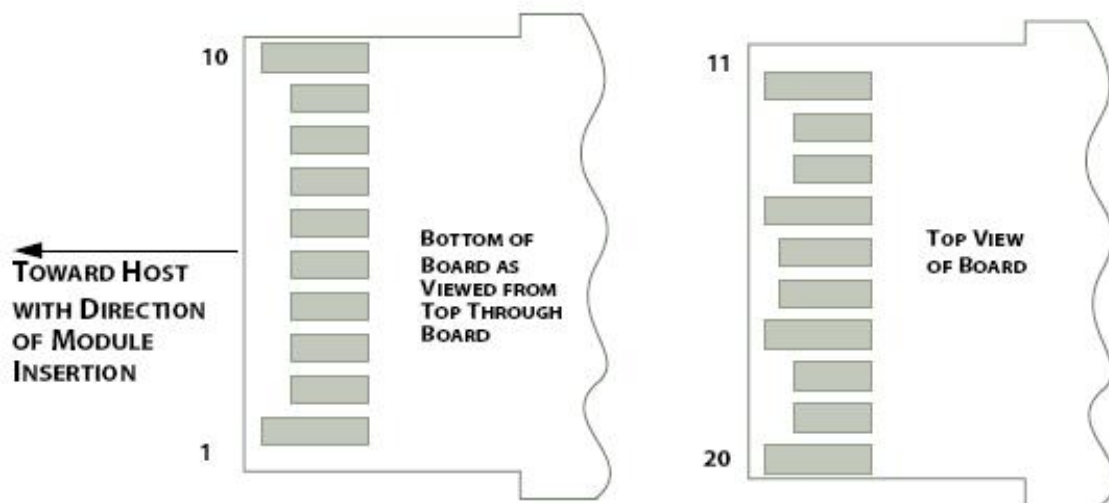 10
1
TOWARD HOST
WITH DIRECTION
OF MODULE
INSERTION
BOTTOM OF
BOARD AS
VIEWED FROM
TOP THROUGH
BOARD
11
20
TOP VIEW
OF BOARD